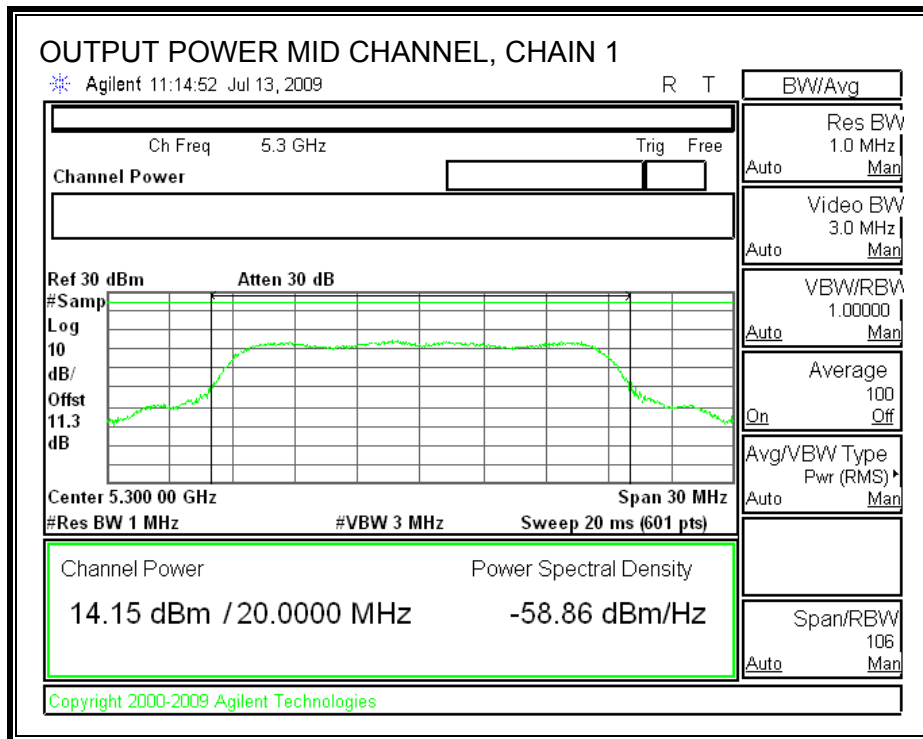 OUTPUT POWER MID CHANNEL, CHAIN 1
Agilent 11:14:52 Jul 13, 2009 R T
BW/Avg
Ch Freq 5.3 GHz Trig Free
Channel Power
Res BW
1.0 MHz
Auto Man
Video BW
3.0 MHz
Auto Man
Ref 30 dBm Atten 30 dB
#Samp
Log
10
dB/
Offst
11.3
dB
VBW/RBW
1.00000
Auto Man
Average
100
On Off
Avg/VBW Type
Pwr (RMS)
Auto Man
Center 5.300 00 GHz Span 30 MHz
#Res BW 1 MHz #VBW 3 MHz Sweep 20 ms (601 pts)
Channel Power Power Spectral Density
14.15 dBm / 20.0000 MHz -58.86 dBm/Hz
Span/RBW
106
Auto Man
Copyright 2000-2009 Agilent Technologies